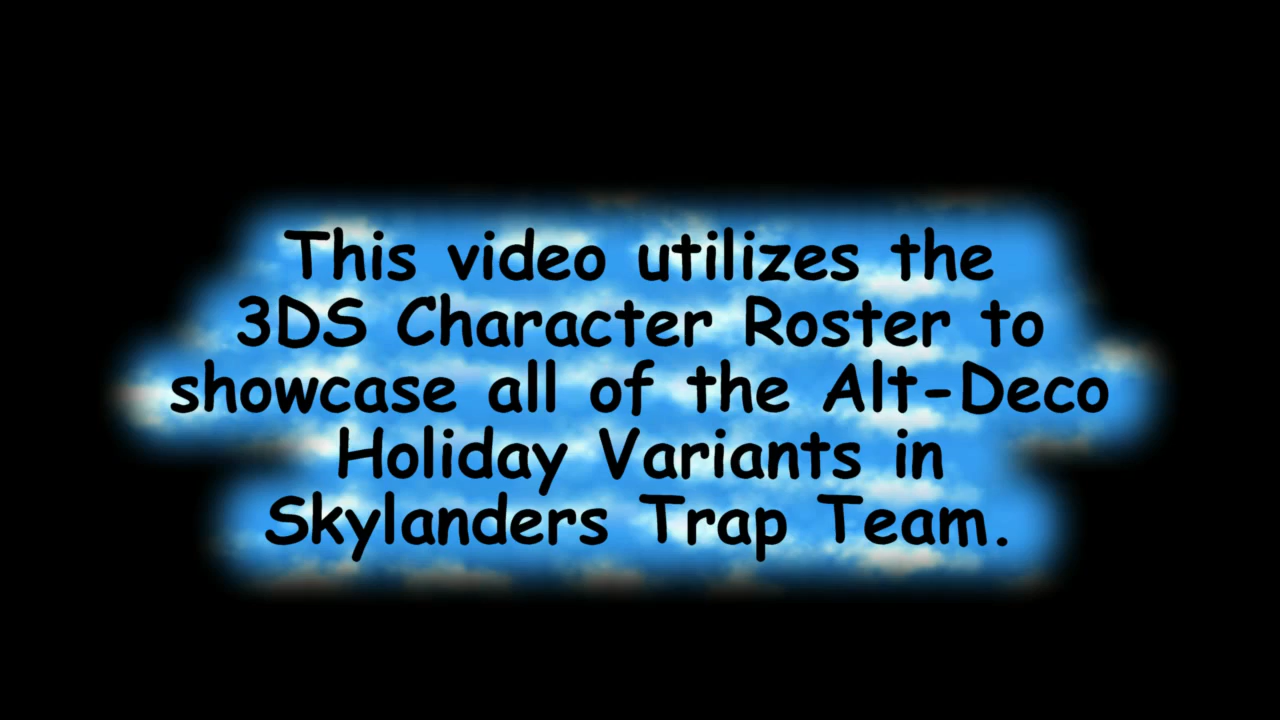 This video utilizes the
3DS Character Roster to
showcase all of the Alt-Deco
Holiday Variants in
Skylanders Trap Team.